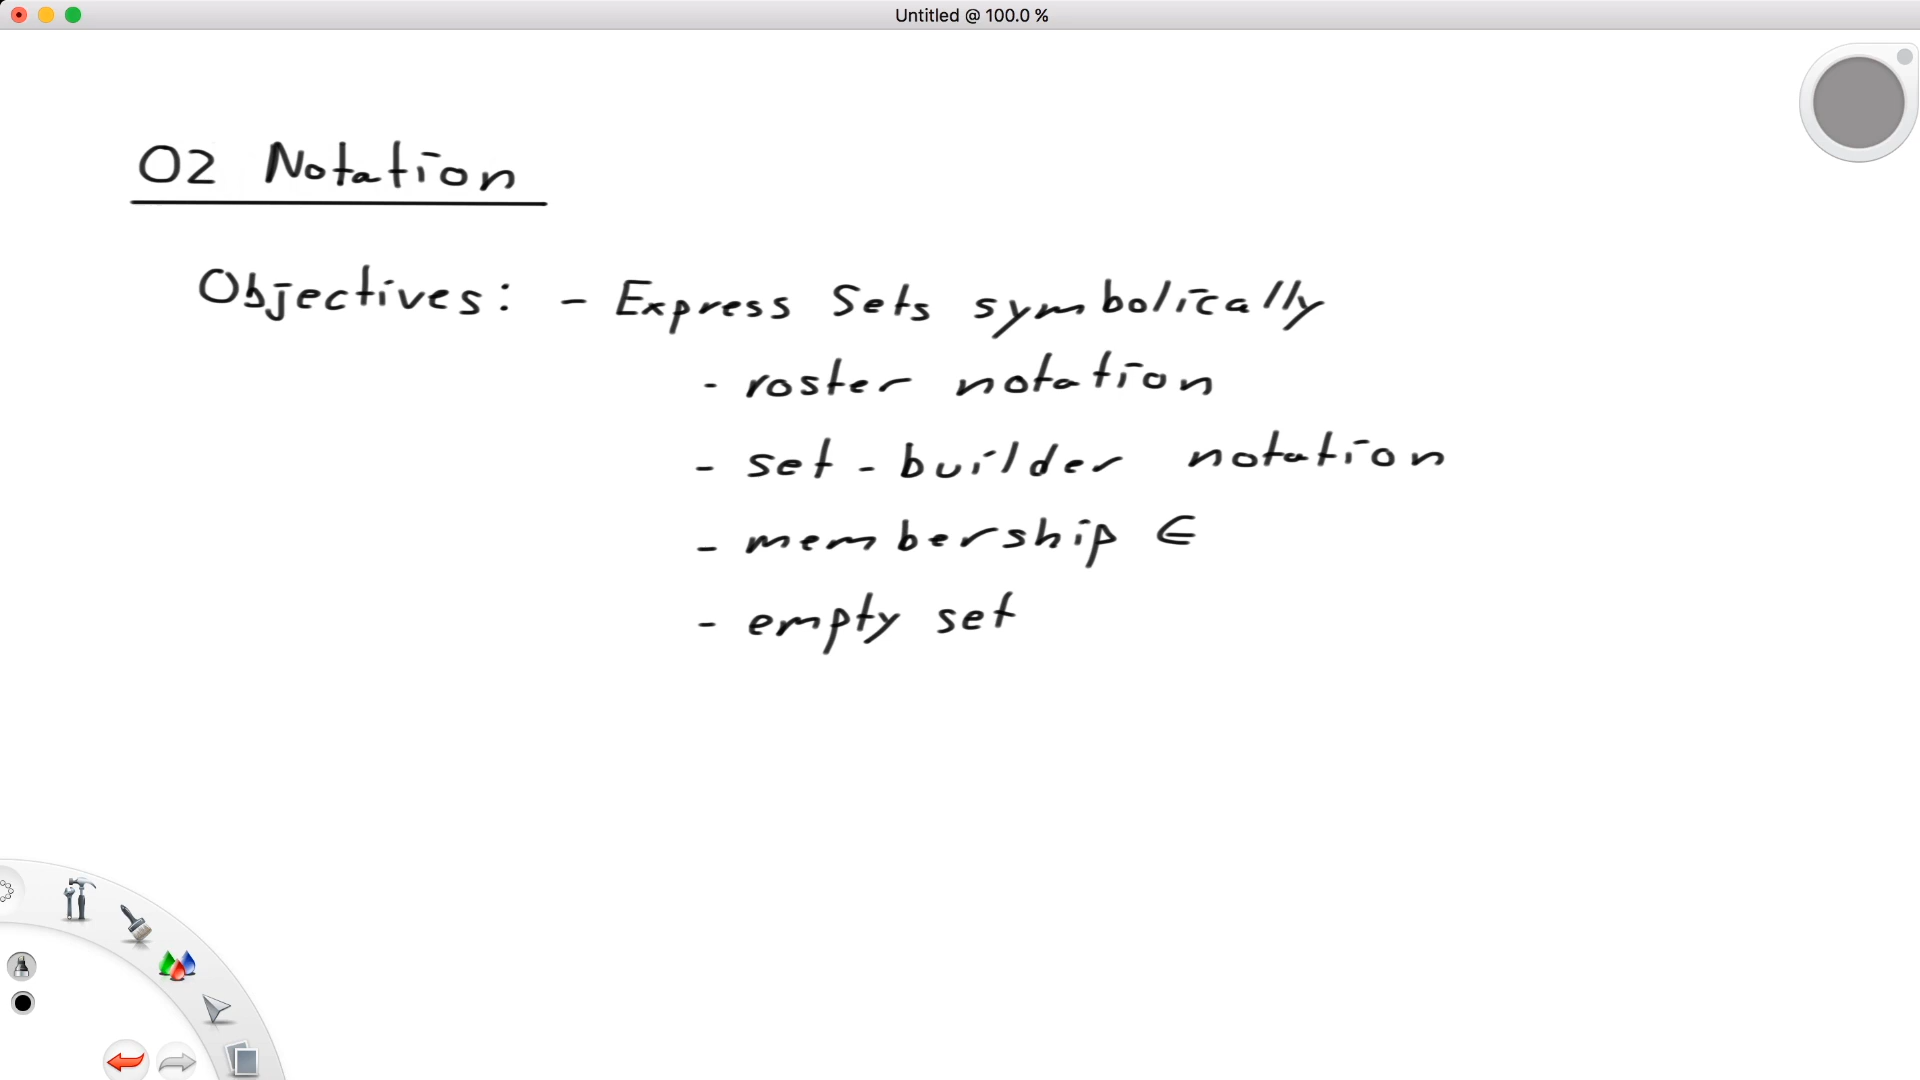 Untitled @ 100.0 %
02 Notation
Objectives: - Express Sets symbolically
- roster notation
- set-builder notation
- membership ∈
- empty set